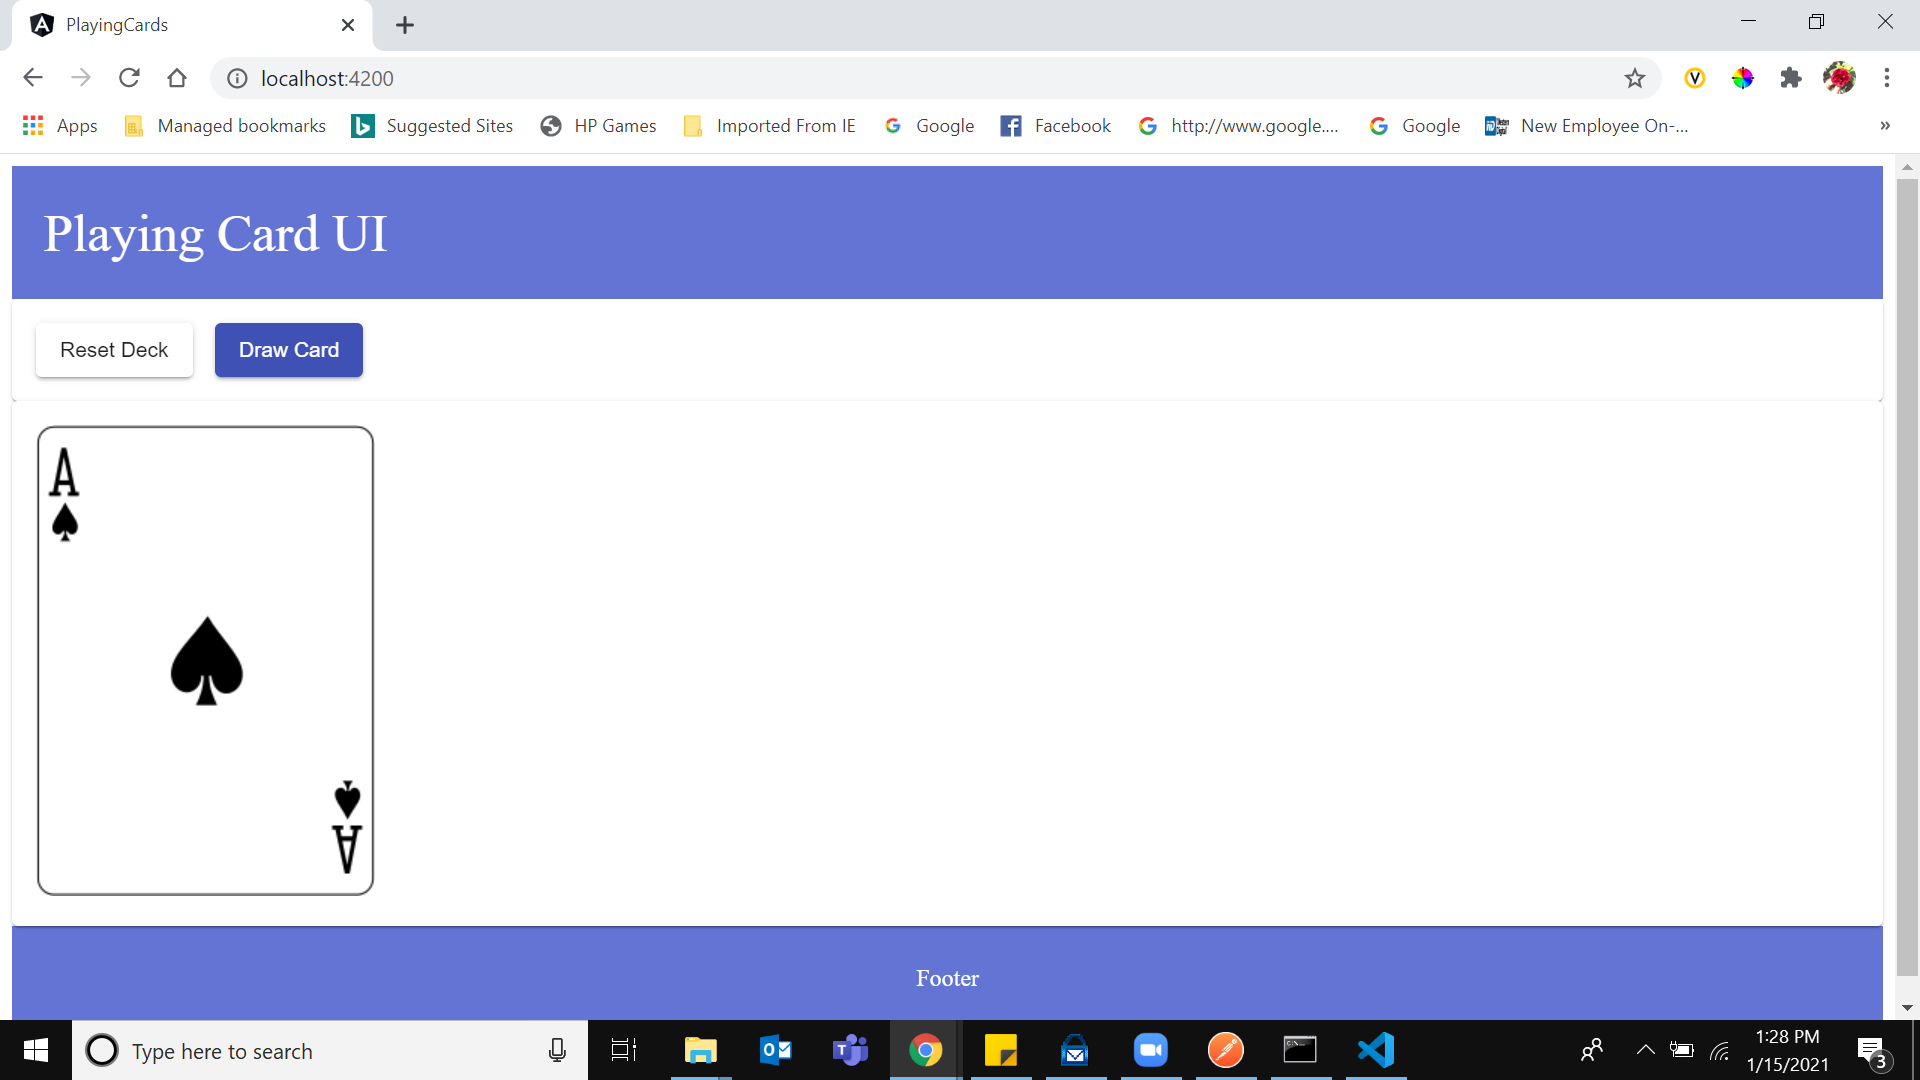 PlayingCards
localhost:4200
Apps Managed bookmarks Suggested Sites HP Games Imported From IE Google Facebook http://www.google.... Google New Employee On-... »
Playing Card UI
Reset Deck Draw Card
A
A
Footer
Type here to search
1:28 PM
1/15/2021
3